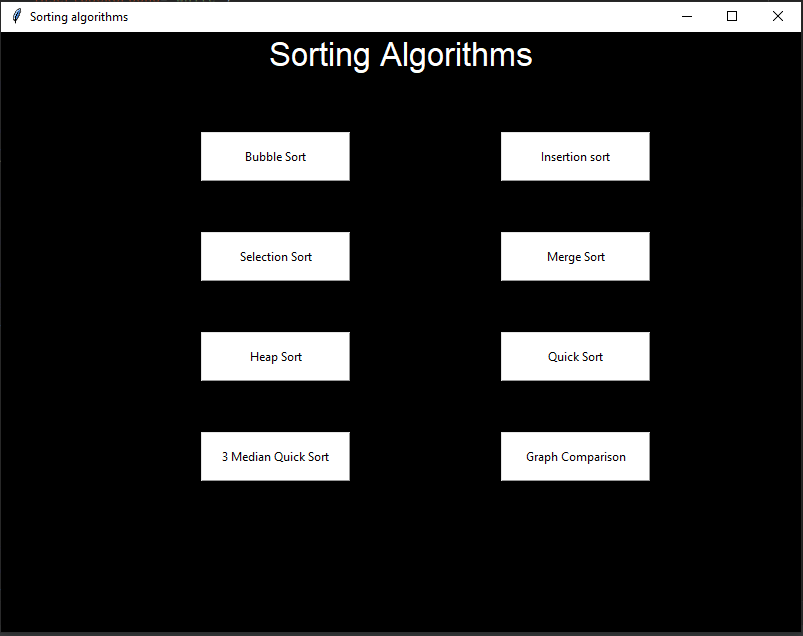 Sorting algorithms
Sorting Algorithms
Bubble Sort
Insertion sort
Selection Sort
Merge Sort
Heap Sort
Quick Sort
3 Median Quick Sort
Graph Comparison